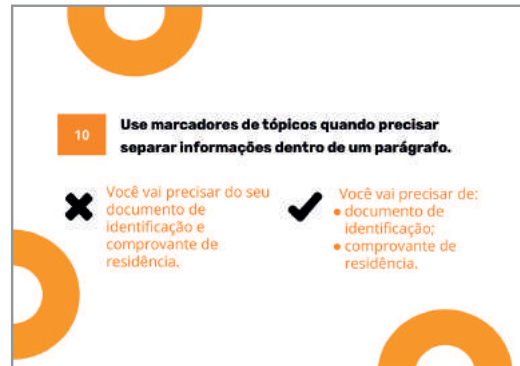 10
Use marcadores de tópicos quando precisar
separar informações dentro de um parágrafo.
Você vai precisar do seu
documento de
identificação e
comprovante de
residência.
Você vai precisar de:
● documento de
identificação;
● comprovante de
residência.